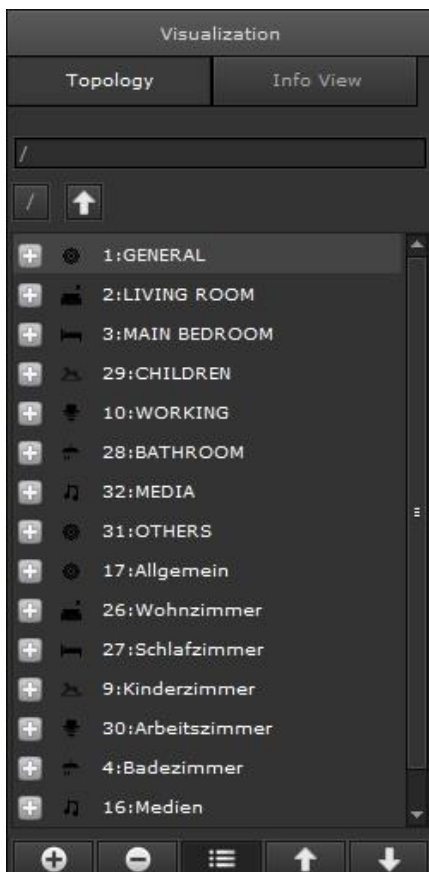 Visualization
Topology Info View
/
/
1:GENERAL
2:LIVING ROOM
3:MAIN BEDROOM
29:CHILDREN
10:WORKING
28:BATHROOM
32:MEDIA
31:OTHERS
17:Allgemein
26:Wohnzimmer
27:Schlafzimmer
9:Kinderzimmer
30:Arbeitszimmer
4:Badezimmer
16:Medien